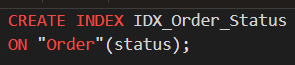 CREATE INDEX IDX_Order_Status
ON "Order"(status);